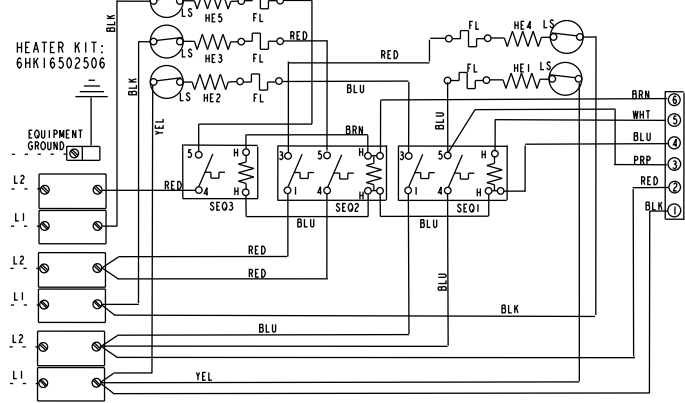 BLK
LS
HE5
FL
HEATER KIT:
6HK16502506
LS
HE3
FL
RED
FL
HE4
LS
RED
BLK
LS
HE2
FL
BLU
FL
HE1
LS
BRN
6
YEL
BLU
WHT
5
EQUIPMENT
GROUND
BRN
BLU
4
5
H
3
5
H
3
5
H
PRP
3
L2
RED
4
H
1
4
H
1
4
H
RED
2
SEQ3
SEQ2
SEQ1
BLK
1
L1
BLU
BLU
L2
RED
RED
BLU
L1
BLK
BLU
L2
L1
YEL